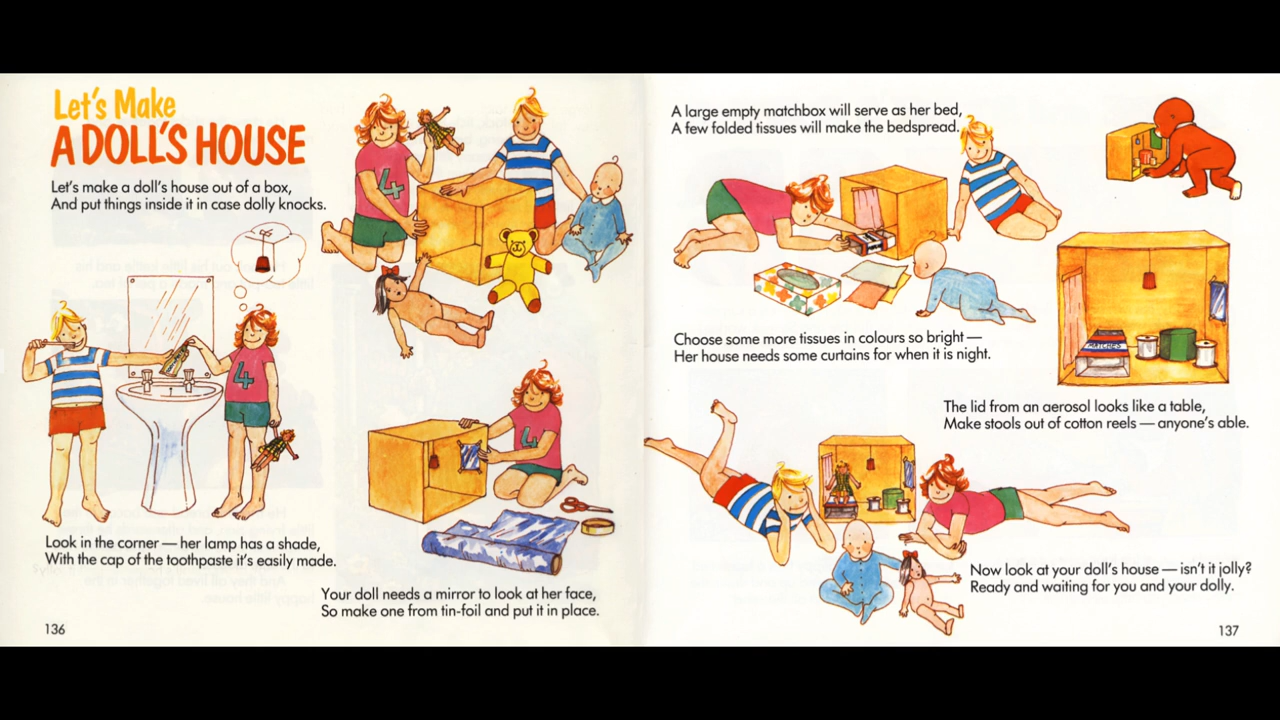 Let's Make
A DOLL'S HOUSE
Let's make a doll's house out of a box,
And put things inside it in case dolly knocks.
4
4
4
Look in the corner — her lamp has a shade,
With the cap of the toothpaste it's easily made.
Your doll needs a mirror to look at her face,
So make one from tin-foil and put it in place.
136
A large empty matchbox will serve as her bed,
A few folded tissues will make the bedspread.
Choose some more tissues in colours so bright —
Her house needs some curtains for when it is night.
MATCHES
The lid from an aerosol looks like a table,
Make stools out of cotton reels — anyone's able.
Now look at your doll's house — isn't it jolly?
Ready and waiting for you and your dolly.
137